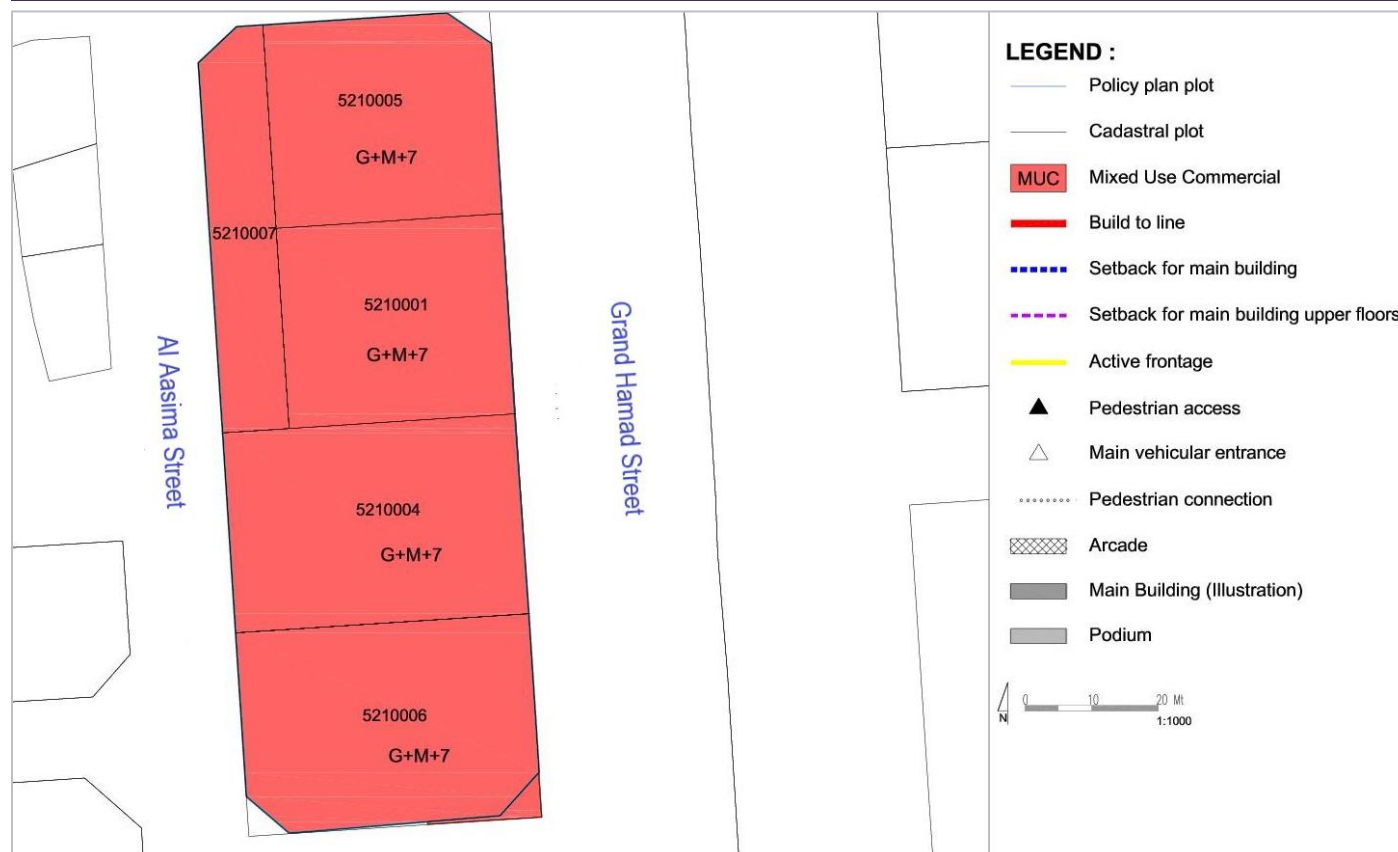 5210005
G+M+7
5210007
5210001
G+M+7
Al Aasima Street
Grand Hamad Street
5210004
G+M+7
5210006
G+M+7
LEGEND :
Policy plan plot
Cadastral plot
MUC Mixed Use Commercial
Build to line
Setback for main building
Setback for main building upper floors
Active frontage
Pedestrian access
Main vehicular entrance
Pedestrian connection
Arcade
Main Building (Illustration)
Podium
0 10 20 Mt
N
1:1000